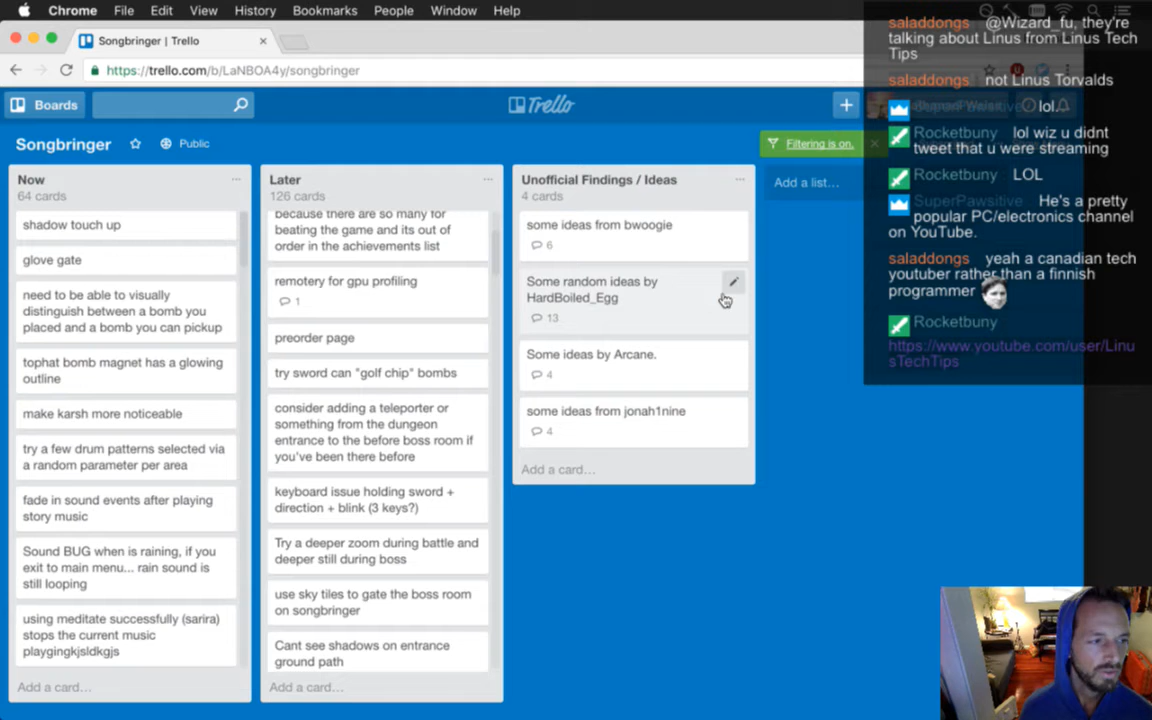 Chrome File Edit View History Bookmarks People Window Help
Songbringer | Trello
https://trello.com/b/LaNBOA4y/songbringer
Boards
Trello
Songbringer
Public
Filtering is on.
Now
64 cards
shadow touch up
glove gate
need to be able to visually
distinguish between a bomb you
placed and a bomb you can pickup
tophat bomb magnet has a glowing
outline
make karsh more noticeable
try a few drum patterns selected via
a random parameter per area
fade in sound events after playing
story music
Sound BUG when is raining, if you
exit to main menu... rain sound is
still looping
using meditate successfully (sarira)
stops the current music
playgingkjsldkgjs
Add a card...
Later
126 cards
because there are so many for
beating the game and its out of
order in the achievements list
remotery for gpu profiling
1
preorder page
try sword can "golf chip" bombs
consider adding a teleporter or
something from the dungeon
entrance to the before boss room if
you've been there before
keyboard issue holding sword +
direction + blink (3 keys?)
Try a deeper zoom during battle and
deeper still during boss
use sky tiles to gate the boss room
on songbringer
Cant see shadows on entrance
ground path
Add a card...
Unofficial Findings / Ideas
4 cards
some ideas from bwoogie
6
Some random ideas by
HardBoiled_Egg
13
Some ideas by Arcane.
4
some ideas from jonah1nine
4
Add a card...
Add a list...
saladdongs @Wizard_fu, they're
talking about Linus from Linus Tech
Tips
saladdongs not Linus Torvalds
SuperPawsitive lol.
Rocketbuny lol wiz u didnt
tweet that u were streaming
Rocketbuny LOL
SuperPawsitive He's a pretty
popular PC/electronics channel
on YouTube.
saladdongs yeah a canadian tech
youtuber rather than a finnish
programmer
Rocketbuny
https://www.youtube.com/user/Linu
sTechTips